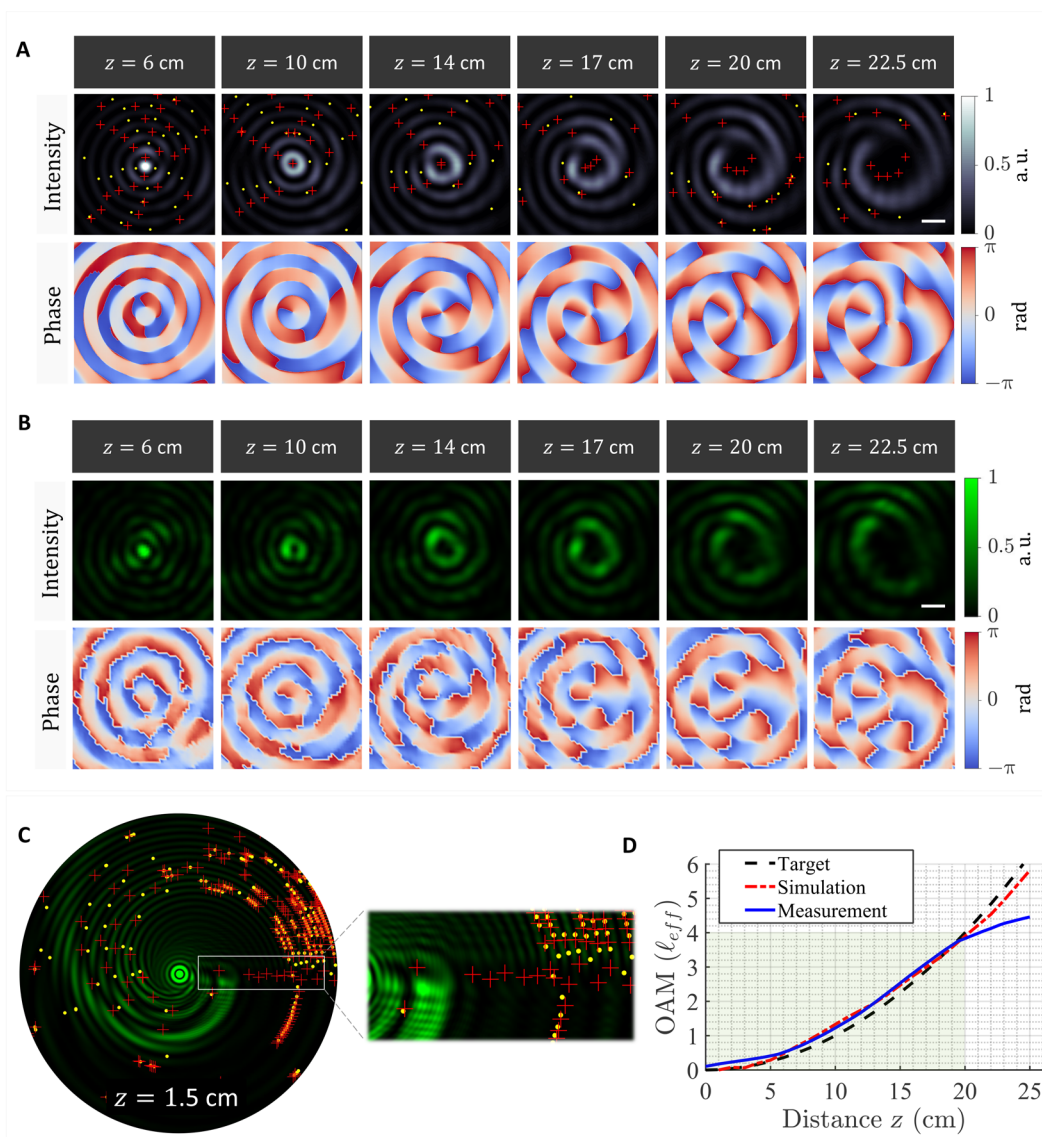 A
z = 6 cm
z = 10 cm
z = 14 cm
z = 17 cm
z = 20 cm
z = 22.5 cm
Intensity
1
0.5
0
a. u.
Phase
π
0
−π
rad
B
z = 6 cm
z = 10 cm
z = 14 cm
z = 17 cm
z = 20 cm
z = 22.5 cm
Intensity
1
0.5
0
a. u.
Phase
π
0
−π
rad
C
z = 1.5 cm
D
Target
Simulation
Measurement
OAM (ℓeff)
6
5
4
3
2
1
0
0 5 10 15 20 25
Distance z (cm)